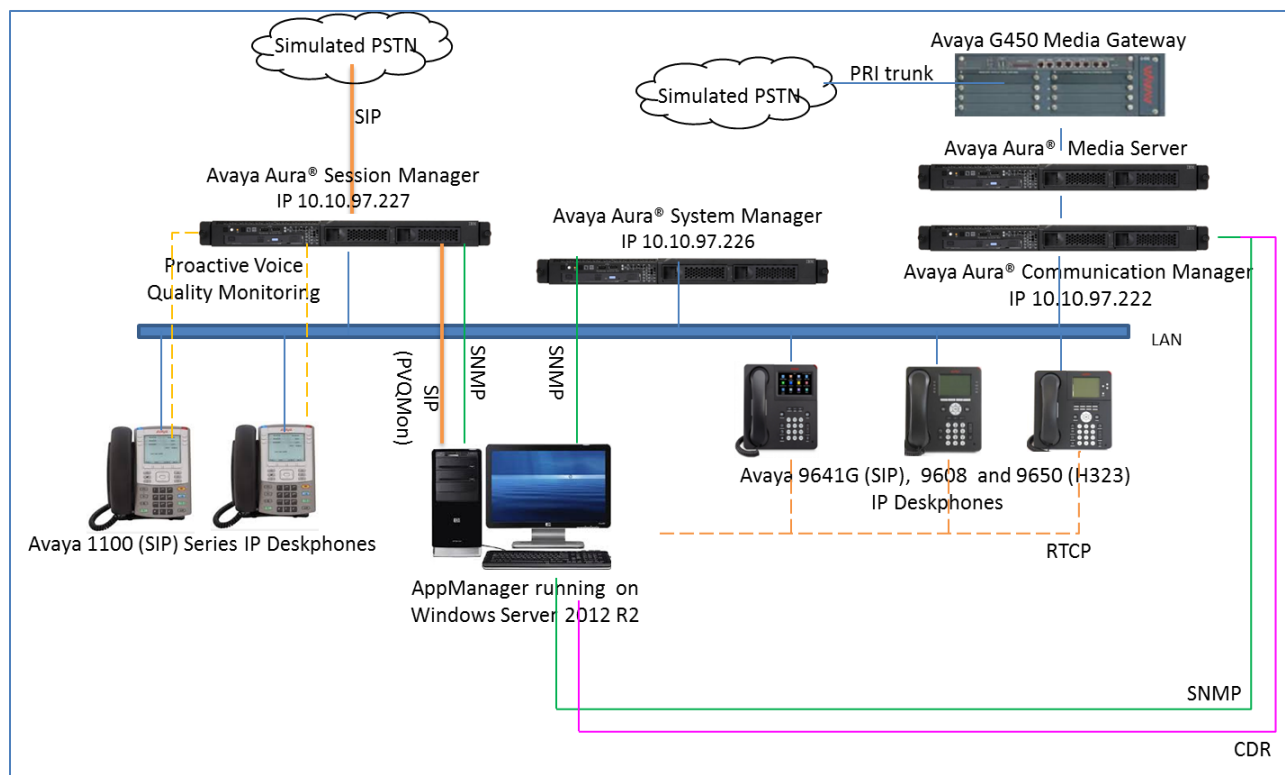 Simulated PSTN
Avaya G450 Media Gateway
PRI trunk
Simulated PSTN
SIP
Avaya Aura® Media Server
Avaya Aura® Session Manager
IP 10.10.97.227
Avaya Aura® System Manager
IP 10.10.97.226
Proactive Voice
Quality Monitoring
Avaya Aura® Communication Manager
IP 10.10.97.222
LAN
SIP
(PVQMon)
SNMP
SNMP
Avaya 9641G (SIP), 9608 and 9650 (H323)
IP Deskphones
Avaya 1100 (SIP) Series IP Deskphones
RTCP
AppManager running on
Windows Server 2012 R2
SNMP
CDR
AVAYA